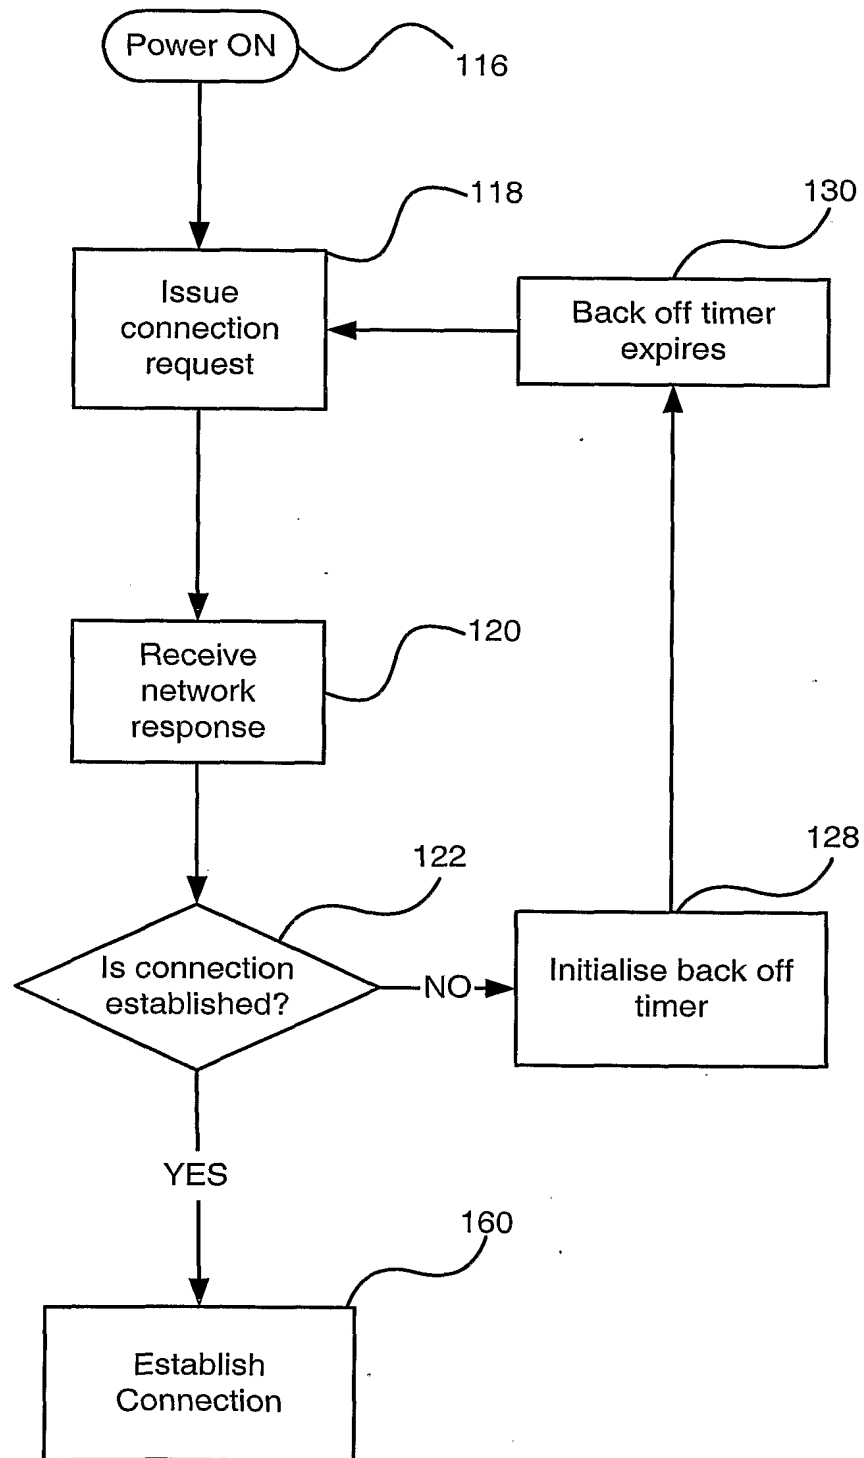 Power ON
116
118
130
Issue
connection
request
Back off timer
expires
120
Receive
network
response
128
122
Is connection
established?
NO
Initialise back off
timer
YES
160
Establish
Connection